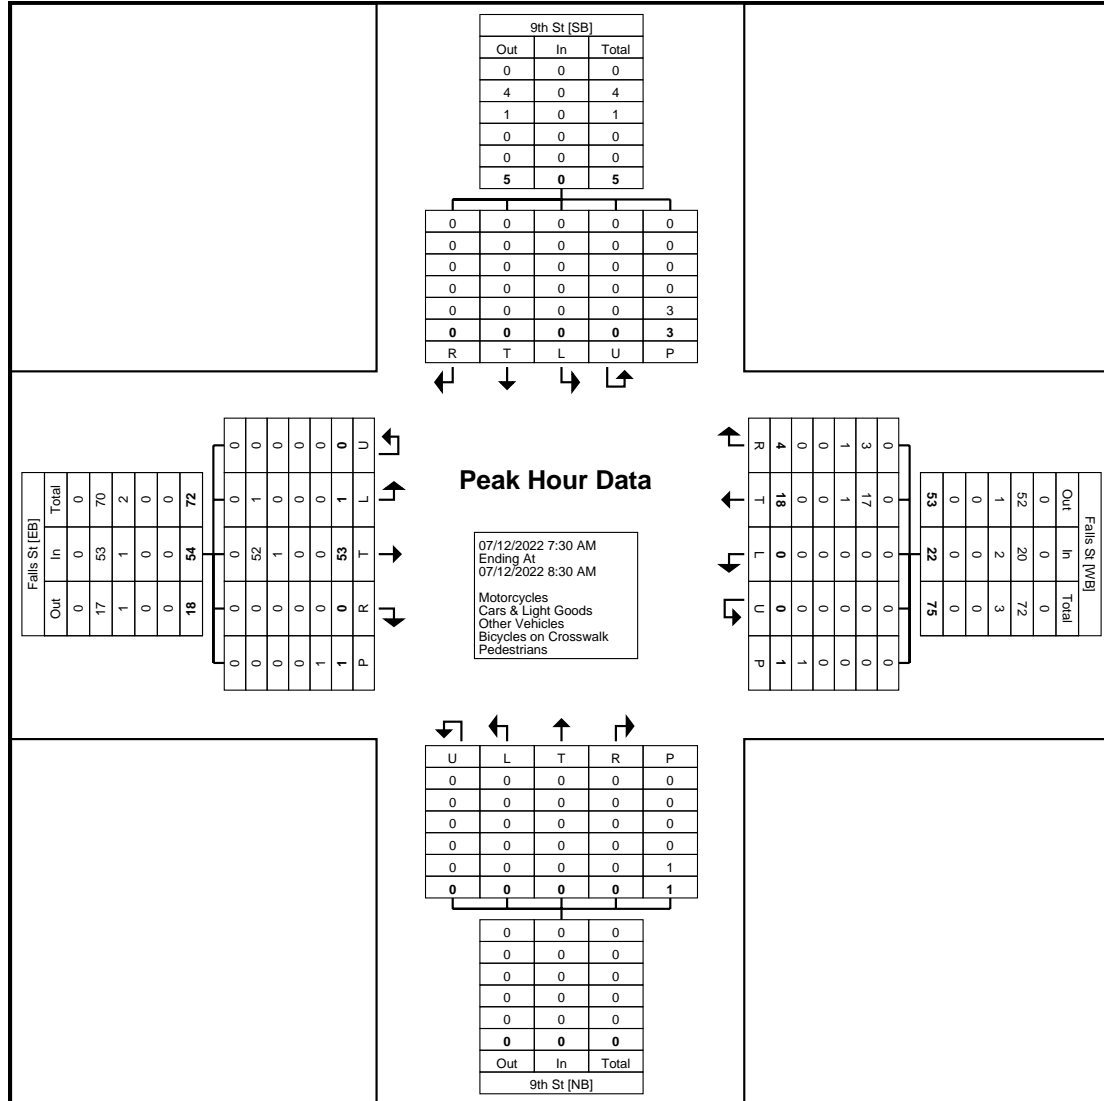 9th St [SB]
Out In Total
0 0 0
4 0 4
1 0 1
0 0 0
0 0 0
5 0 5
0 0 0 0 0
0 0 0 0 0
0 0 0 0 0
0 0 0 0 0
0 0 0 0 3
0 0 0 0 3
R T L U P
Falls St [EB]
Total In Out
0 0 0
70 53 17
2 1 1
0 0 0
0 0 0
72 54 18
0 0 0 0 0
0 1 52 0 0
0 0 1 0 0
0 0 0 0 0
0 0 0 0 1
0 1 53 0 1
U L T R P
Peak Hour Data
07/12/2022 7:30 AM
Ending At
07/12/2022 8:30 AM
Motorcycles
Cars & Light Goods
Other Vehicles
Bicycles on Crosswalk
Pedestrians
Falls St [WB]
Out In Total
0 0 0
52 20 72
1 2 3
0 0 0
0 0 0
53 22 75
0 0 0 0 0
3 17 0 0 0
1 1 0 0 0
0 0 0 0 0
0 0 0 0 1
4 18 0 0 1
R T L U P
U L T R P
0 0 0 0 0
0 0 0 0 0
0 0 0 0 0
0 0 0 0 0
0 0 0 0 1
0 0 0 0 1
0 0 0
0 0 0
0 0 0
0 0 0
0 0 0
0 0 0
Out In Total
9th St [NB]